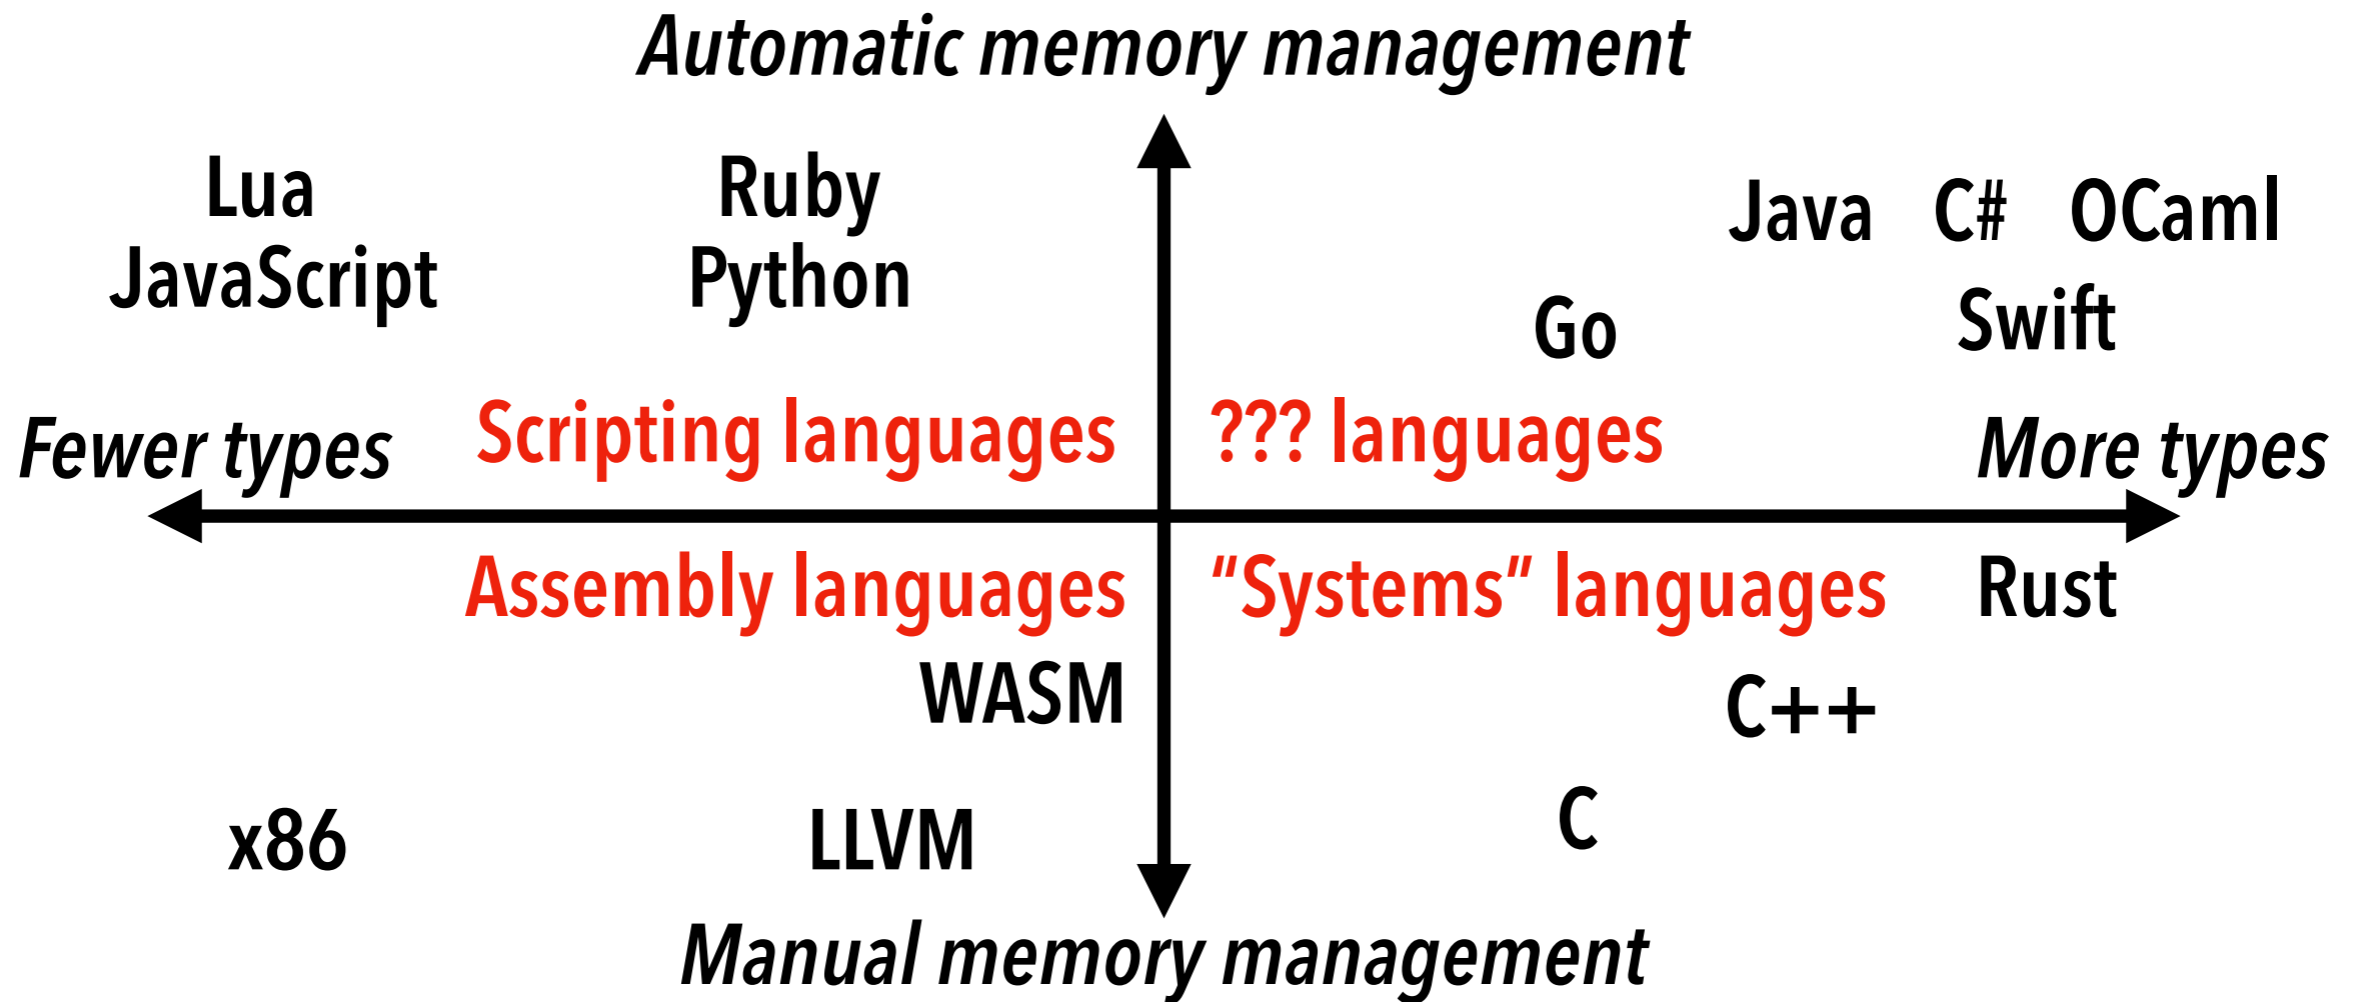 Automatic memory management
Lua
Ruby
Java C# OCaml
JavaScript
Python
Go
Swift
Fewer types
Scripting languages
??? languages
More types
Assembly languages
"Systems" languages
Rust
WASM
C++
x86
LLVM
C
Manual memory management